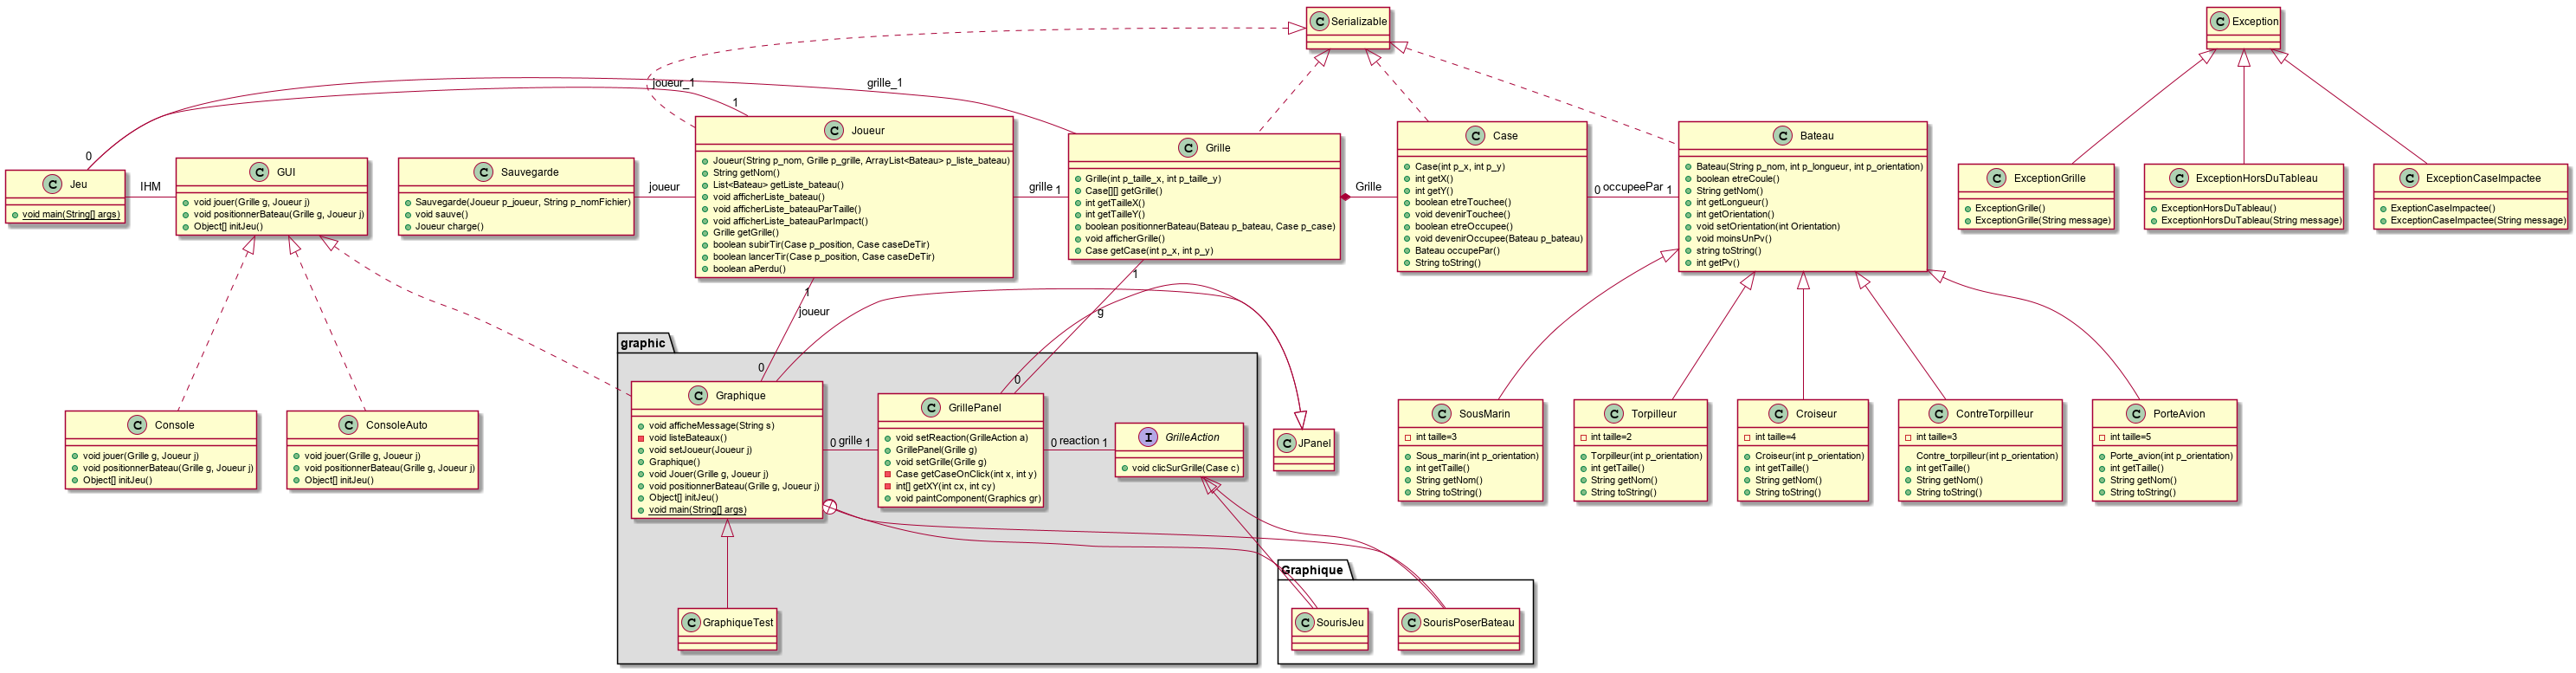 Serializable
Exception
joueur_1
grille_1
1
0
Jeu
void main(String[] args)
IHM
GUI
void jouer(Grille g, Joueur j)
void positionnerBateau(Grille g, Joueur j)
Object[] initJeu()
Sauvegarde
Sauvegarde(Joueur p_joueur, String p_nomFichier)
void sauve()
Joueur charge()
joueur
Joueur
Joueur(String p_nom, Grille p_grille, ArrayList<Bateau> p_liste_bateau)
String getNom()
List<Bateau> getListe_bateau()
void afficherListe_bateau()
void afficherListe_bateauParTaille()
void afficherListe_bateauParImpact()
Grille getGrille()
boolean subirTir(Case p_position, Case caseDeTir)
boolean lancerTir(Case p_position, Case caseDeTir)
boolean aPerdu()
grille 1
Grille
Grille(int p_taille_x, int p_taille_y)
Case[][] getGrille()
int getTailleX()
int getTailleY()
boolean positionnerBateau(Bateau p_bateau, Case p_case)
void afficherGrille()
Case getCase(int p_x, int p_y)
Grille
Case
Case(int p_x, int p_y)
int getX()
int getY()
boolean etreTouchee()
void devenirTouchee()
boolean etreOccupee()
void devenirOccupee(Bateau p_bateau)
Bateau occupePar()
String toString()
0 occupeePar 1
Bateau
Bateau(String p_nom, int p_longueur, int p_orientation)
boolean etreCoule()
String getNom()
int getLongueur()
int getOrientation()
void setOrientation(int Orientation)
void moinsUnPv()
string toString()
int getPv()
ExceptionGrille
ExceptionGrille()
ExceptionGrille(String message)
ExceptionHorsDuTableau
ExceptionHorsDuTableau()
ExceptionHorsDuTableau(String message)
ExceptionCaseImpactee
ExeptionCaseImpactee()
ExceptionCaseImpactee(String message)
1
joueur
0
1
g
0
graphic
Console
void jouer(Grille g, Joueur j)
void positionnerBateau(Grille g, Joueur j)
Object[] initJeu()
ConsoleAuto
void jouer(Grille g, Joueur j)
void positionnerBateau(Grille g, Joueur j)
Object[] initJeu()
Graphique
void afficheMessage(String s)
void listeBateaux()
void setJoueur(Joueur j)
Graphique()
void Jouer(Grille g, Joueur j)
void positionnerBateau(Grille g, Joueur j)
Object[] initJeu()
void main(String[] args)
0 grille 1
GrillePanel
void setReaction(GrilleAction a)
GrillePanel(Grille g)
void setGrille(Grille g)
Case getCaseOnClick(int x, int y)
int[] getXY(int cx, int cy)
void paintComponent(Graphics gr)
0 reaction 1
GrilleAction
void clicSurGrille(Case c)
JPanel
SousMarin
int taille=3
Sous_marin(int p_orientation)
int getTaille()
String getNom()
String toString()
Torpilleur
int taille=2
Torpilleur(int p_orientation)
int getTaille()
String getNom()
String toString()
Croiseur
int taille=4
Croiseur(int p_orientation)
int getTaille()
String getNom()
String toString()
ContreTorpilleur
int taille=3
Contre_torpilleur(int p_orientation)
int getTaille()
String getNom()
String toString()
PorteAvion
int taille=5
Porte_avion(int p_orientation)
int getTaille()
String getNom()
String toString()
GraphiqueTest
Graphique
SourisJeu
SourisPoserBateau